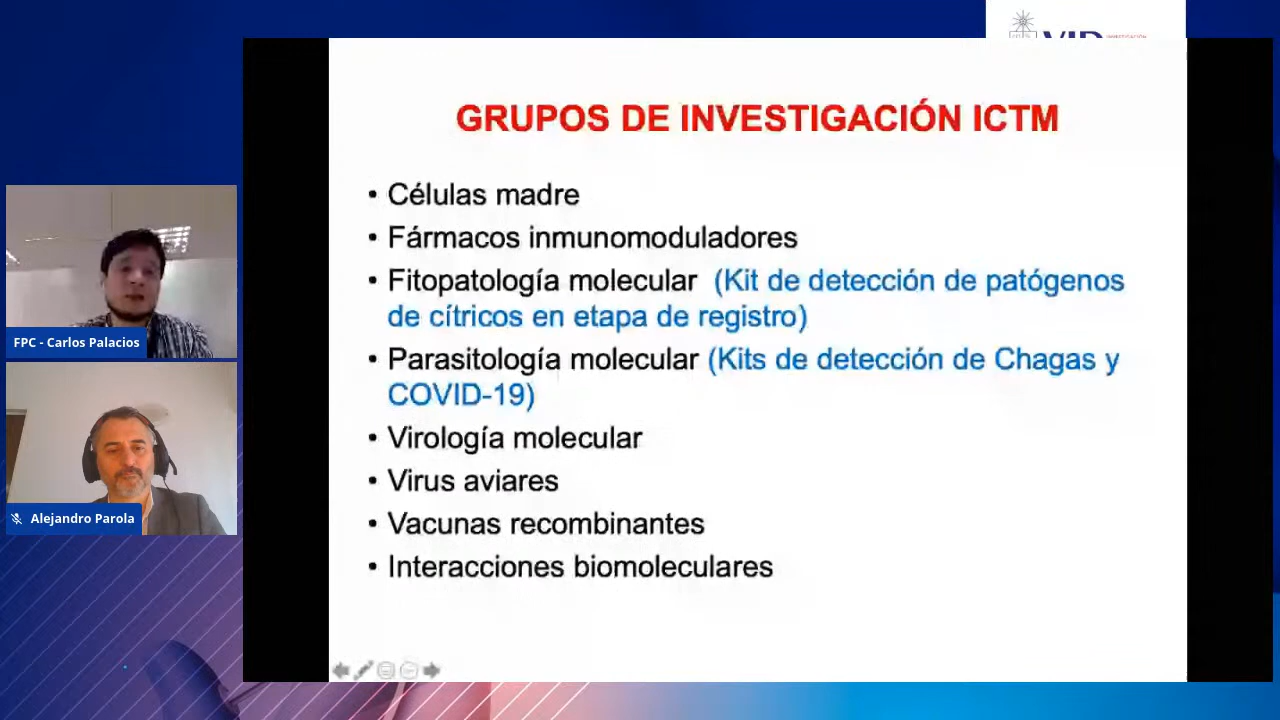 VID INVESTIGACIÓN
GRUPOS DE INVESTIGACIÓN ICTM
• Células madre
• Fármacos inmunomoduladores
• Fitopatología molecular (Kit de detección de patógenos
de cítricos en etapa de registro)
• Parasitología molecular (Kits de detección de Chagas y
COVID-19)
• Virología molecular
• Virus aviares
• Vacunas recombinantes
• Interacciones biomoleculares
FPC - Carlos Palacios
Alejandro Parola